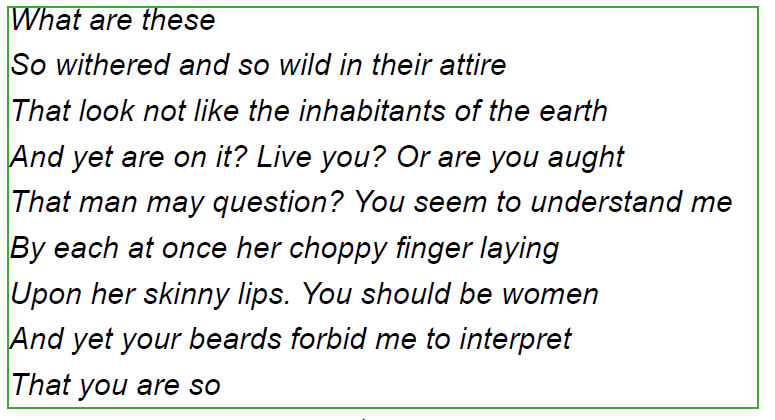 What are these
So withered and so wild in their attire
That look not like the inhabitants of the earth
And yet are on it? Live you? Or are you aught
That man may question? You seem to understand me
By each at once her choppy finger laying
Upon her skinny lips. You should be women
And yet your beards forbid me to interpret
That you are so